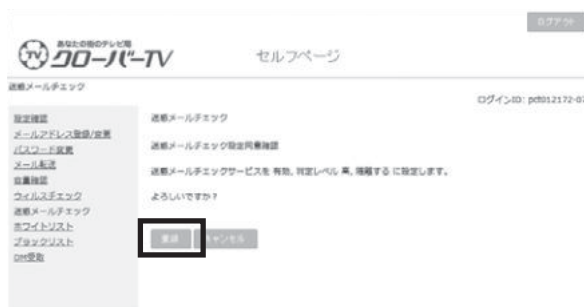 ログアウト
あなたの街のテレビ局
クローバーTV
セルフページ
迷惑メールチェック
ログインID: pct012172-07
設定確認
メールアドレス登録/変更
パスワード変更
メール転送
容量確認
ウィルスチェック
迷惑メールチェック
ホワイトリスト
ブラックリスト
DM受取
迷惑メールチェック
迷惑メールチェック設定内容確認
迷惑メールチェックサービスを 有効, 判定レベル 高, 隔離する に設定します。
よろしいですか？
登録
キャンセル